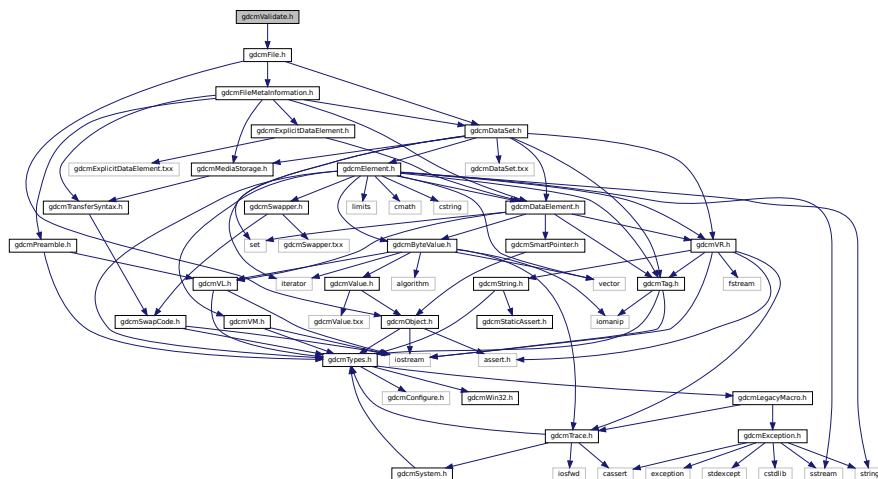 gdcmValidate.h
gdcmFile.h
gdcmFileMetaInformation.h
gdcmExplicitDataElement.h
gdcmDataSet.h
gdcmExplicitDataElement.txx
gdcmMediaStorage.h
gdcmElement.h
gdcmDataSet.txx
gdcmTransferSyntax.h
gdcmSwapper.h
limits
cmath
cstring
gdcmDataElement.h
gdcmPreamble.h
set
gdcmSwapper.txx
gdcmByteValue.h
gdcmSmartPointer.h
gdcmVR.h
gdcmVL.h
iterator
gdcmValue.h
algorithm
gdcmString.h
vector
gdcmTag.h
fstream
gdcmSwapCode.h
gdcmVM.h
gdcmValue.txx
gdcmObject.h
gdcmStaticAssert.h
iomanip
gdcmTypes.h
iostream
assert.h
gdcmConfigure.h
gdcmWin32.h
gdcmLegacyMacro.h
gdcmTrace.h
gdcmException.h
gdcmSystem.h
iosfwd
cassert
exception
stdexcept
cstdlib
sstream
string